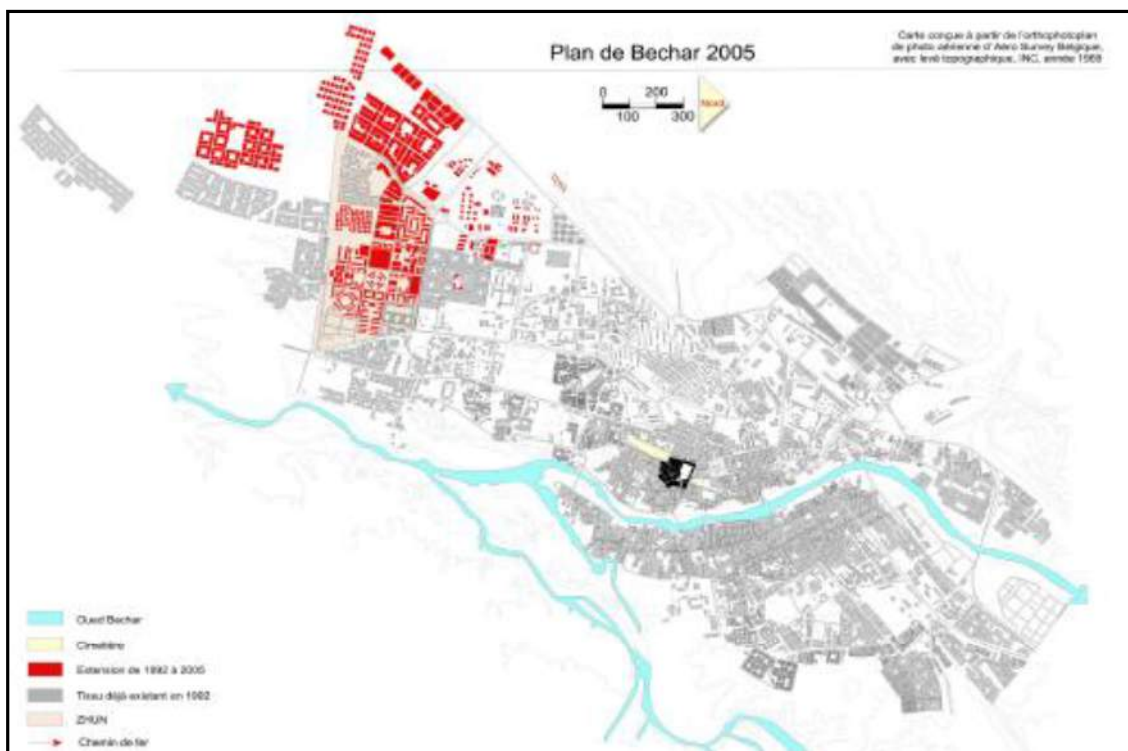 Plan de Bechar 2005
Carte conçue à partir de l'orthophotoplan
de photo aérienne d'Aéro Survey Belgique,
avec levé topographique, INC, année 1988
0 200
100 300
Nord
Oued Bechar
Cimetière
Extension de 1992 à 2005
Tissu déjà existant en 1992
ZHUN
Chemin de fer